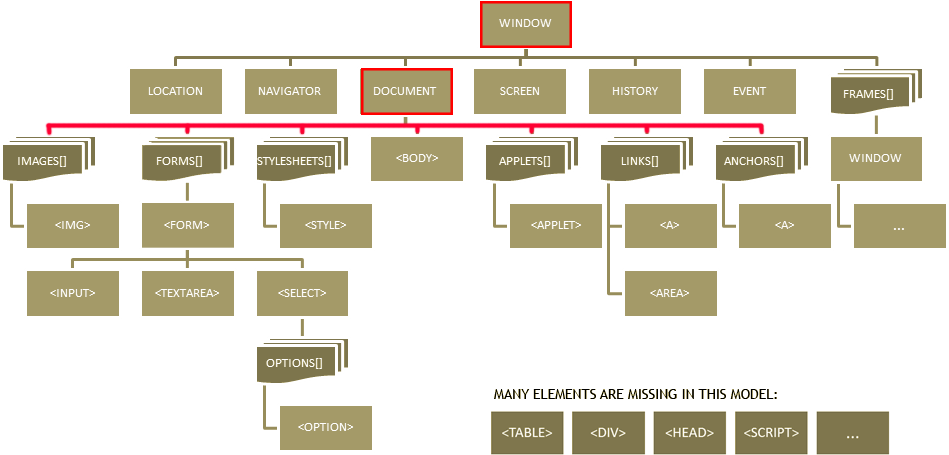 WINDOW
LOCATION
NAVIGATOR
DOCUMENT
SCREEN
HISTORY
EVENT
FRAMES[]
IMAGES[]
FORMS[]
STYLESHEETS[]
<BODY>
APPLETS[]
LINKS[]
ANCHORS[]
WINDOW
<IMG>
<FORM>
<STYLE>
<APPLET>
<A>
<A>
...
<INPUT>
<TEXTAREA>
<SELECT>
<AREA>
OPTIONS[]
<OPTION>
MANY ELEMENTS ARE MISSING IN THIS MODEL:
<TABLE>
<DIV>
<HEAD>
<SCRIPT>
...